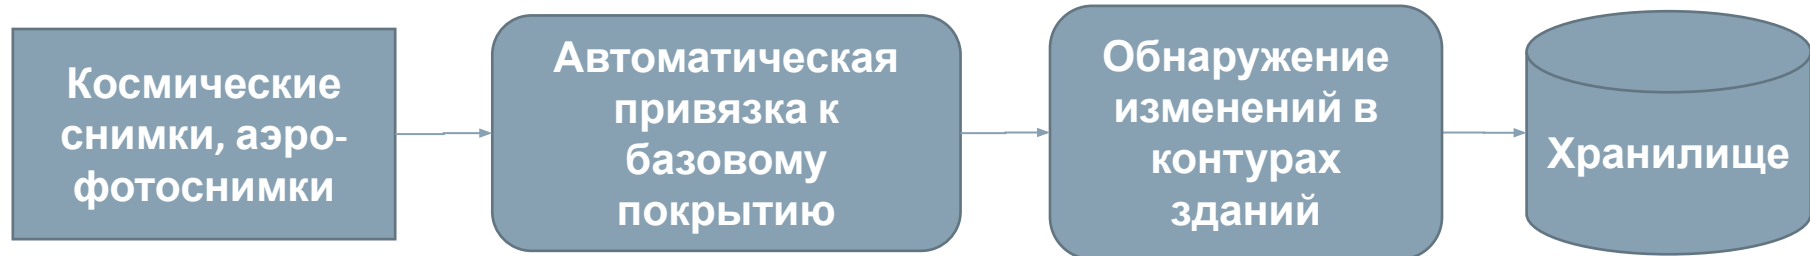 Космические
снимки, аэро-
фотоснимки
Автоматическая
привязка к
базовому
покрытию
Обнаружение
изменений в
контурах
зданий
Хранилище